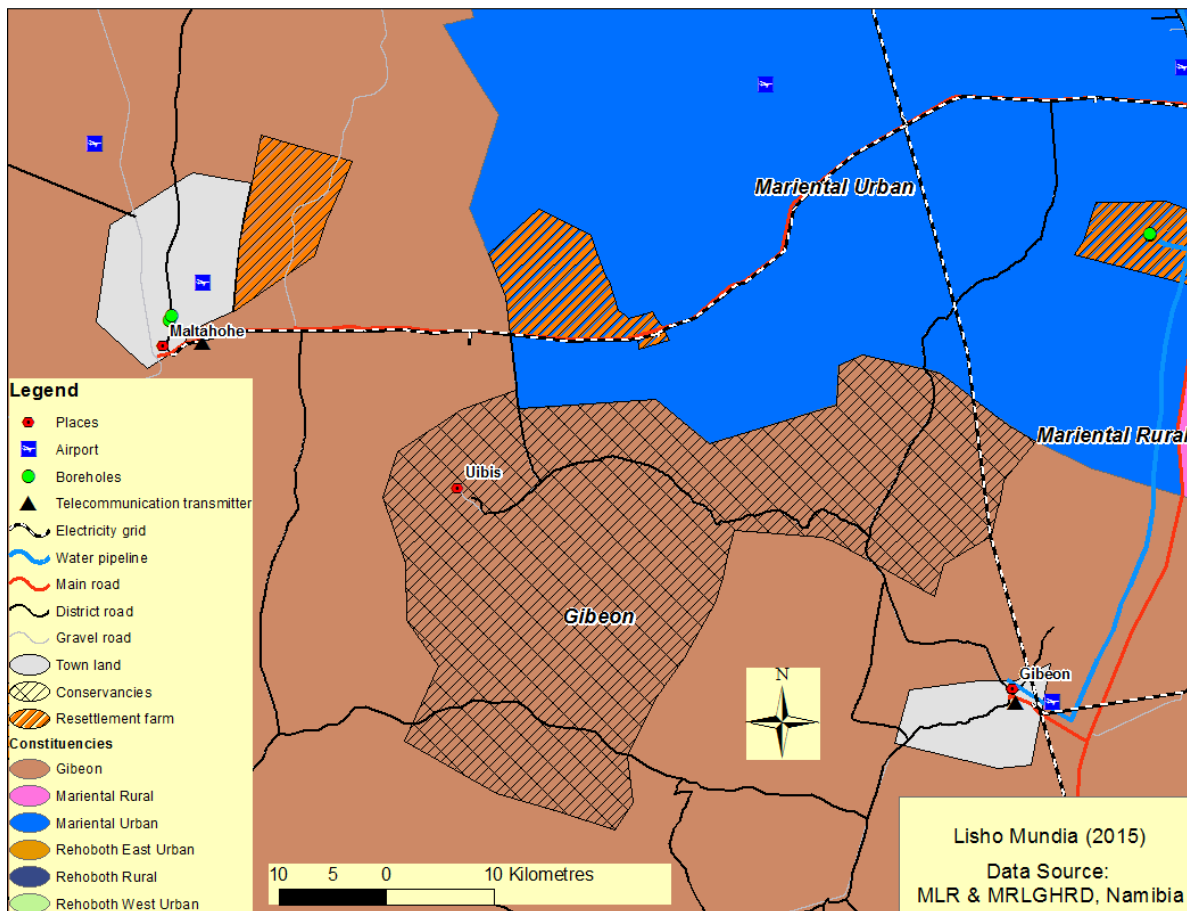 Mariental Urban
Maltahohe
Mariental Rural
Uibis
Gibeon
N
Gibeon
Legend
Places
Airport
Boreholes
Telecommunication transmitter
Electricity grid
Water pipeline
Main road
District road
Gravel road
Town land
Conservancies
Resettlement farm
Constituencies
Gibeon
Mariental Rural
Mariental Urban
Rehoboth East Urban
Rehoboth Rural
Rehoboth West Urban
10 5 0 10 Kilometres
Lisho Mundia (2015)
Data Source:
MLR & MRLGHRD, Namibia